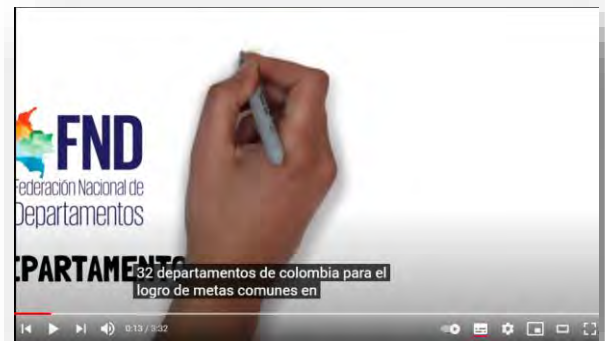 FND
Federación Nacional de
Departamentos
EPARTAMENTO
32 departamentos de colombia para el
logro de metas comunes en
0:13 / 3:32